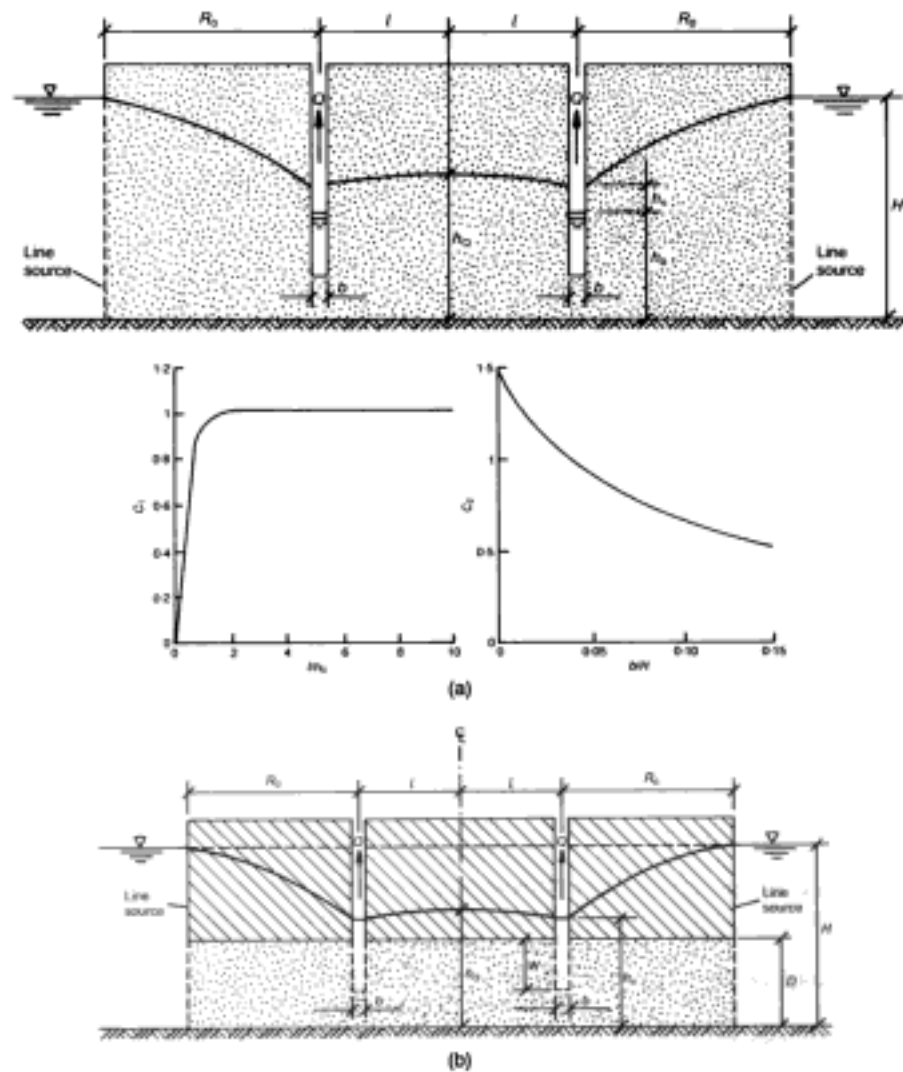 R₀ l l R₀
Q Q
Line
source
h₀
b b
hₛ
H
Line
source
1·2
1
0·8
0·6
0·4
0·2
0
C₁
0 2 4 6 8 10
1·5
1
0·5
0
C₂
0 0·05 0·10 0·15
b/H
(a)
℄
R₀ l l R₀
Line
source
b b
D
H
Line
source
(b)